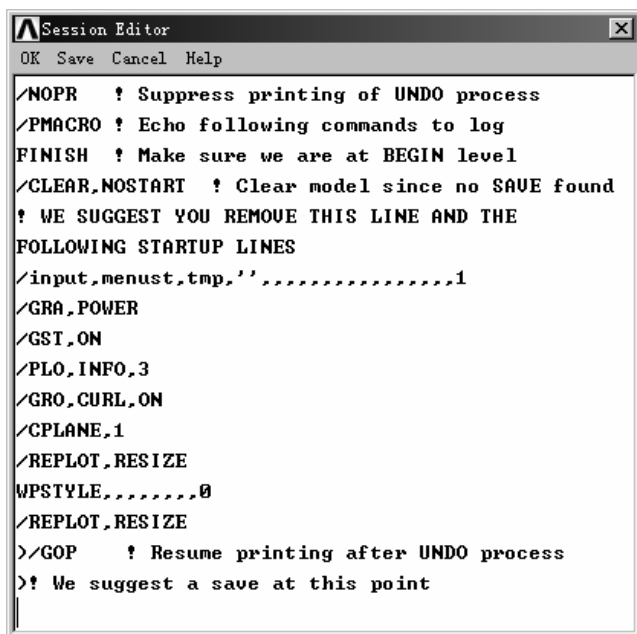 Session Editor
OK Save Cancel Help
/NOPR ! Suppress printing of UNDO process
/PMACRO ! Echo following commands to log
FINISH ! Make sure we are at BEGIN level
/CLEAR,NOSTART ! Clear model since no SAVE found
! WE SUGGEST YOU REMOVE THIS LINE AND THE
FOLLOWING STARTUP LINES
/input,menust,tmp,'',,,,,,,,,,,,,,,,1
/GRA,POWER
/GST,ON
/PLO,INFO,3
/GRO,CURL,ON
/CPLANE,1
/REPLOT,RESIZE
WPSTYLE,,,,,,,,0
/REPLOT,RESIZE
)/GOP ! Resume printing after UNDO process
)! We suggest a save at this point